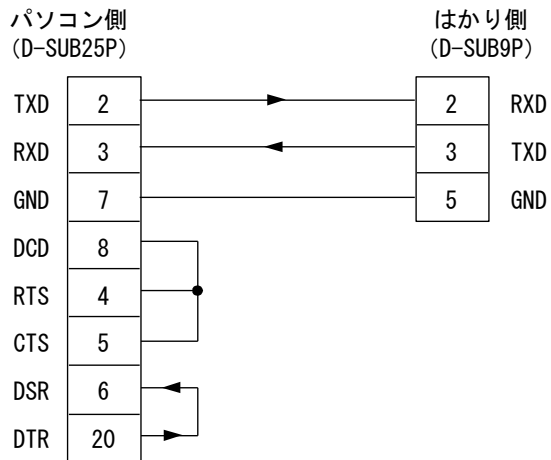 パソコン側 はかり側
(D-SUB25P) (D-SUB9P)
TXD 2 2 RXD
RXD 3 3 TXD
GND 7 5 GND
DCD 8
RTS 4
CTS 5
DSR 6
DTR 20